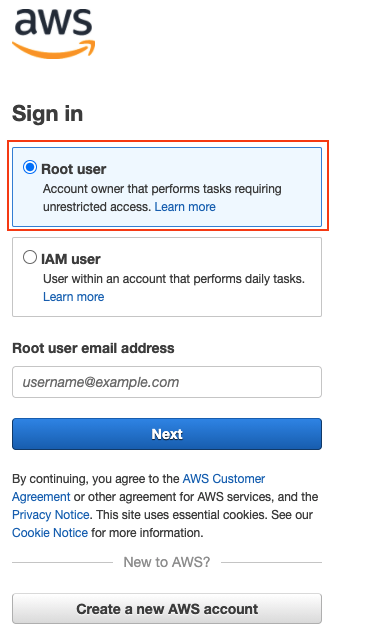 aws
Sign in
Root user
Account owner that performs tasks requiring
unrestricted access. Learn more
IAM user
User within an account that performs daily tasks.
Learn more
Root user email address
username@example.com
Next
By continuing, you agree to the AWS Customer
Agreement or other agreement for AWS services, and the
Privacy Notice. This site uses essential cookies. See our
Cookie Notice for more information.
New to AWS?
Create a new AWS account